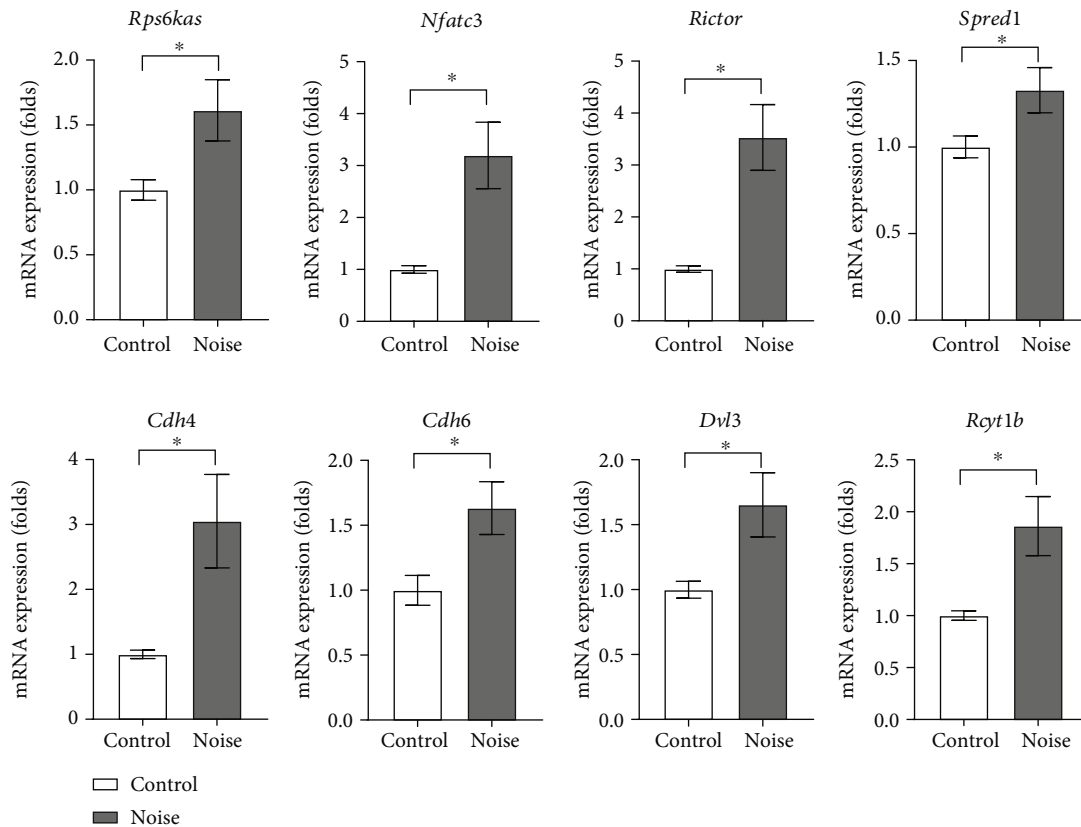 Rps6kas
mRNA expression (folds)
2.0
1.5
1.0
0.5
0.0
*
Control Noise
Nfatc3
mRNA expression (folds)
5
4
3
2
1
0
*
Control Noise
Rictor
mRNA expression (folds)
5
4
3
2
1
0
*
Control Noise
Spred1
mRNA expression (folds)
1.5
1.0
0.5
0.0
*
Control Noise
Cdh4
mRNA expression (folds)
4
3
2
1
0
*
Control Noise
Cdh6
mRNA expression (folds)
2.0
1.5
1.0
0.5
0.0
*
Control Noise
Dvl3
mRNA expression (folds)
2.0
1.5
1.0
0.5
0.0
*
Control Noise
Rcyt1b
mRNA expression (folds)
2.5
2.0
1.5
1.0
0.5
0.0
*
Control Noise
Control
Noise